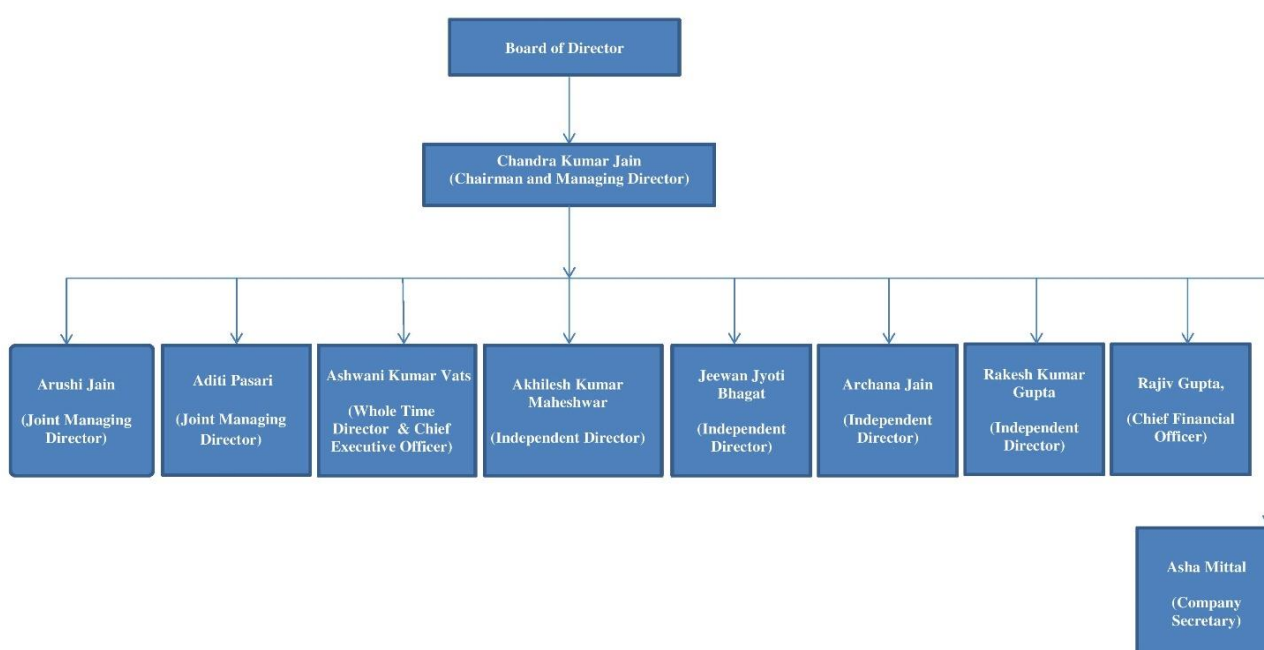 Board of Director
Chandra Kumar Jain
(Chairman and Managing Director)
Arushi Jain
(Joint Managing
Director)
Aditi Pasari
(Joint Managing
Director)
Ashwani Kumar Vats
(Whole Time
Director & Chief
Executive Officer)
Akhilesh Kumar
Maheshwar
(Independent Director)
Jeewan Jyoti
Bhagat
(Independent
Director)
Archana Jain
(Independent
Director)
Rakesh Kumar
Gupta
(Independent
Director)
Rajiv Gupta,
(Chief Financial
Officer)
Asha Mittal
(Company
Secretary)